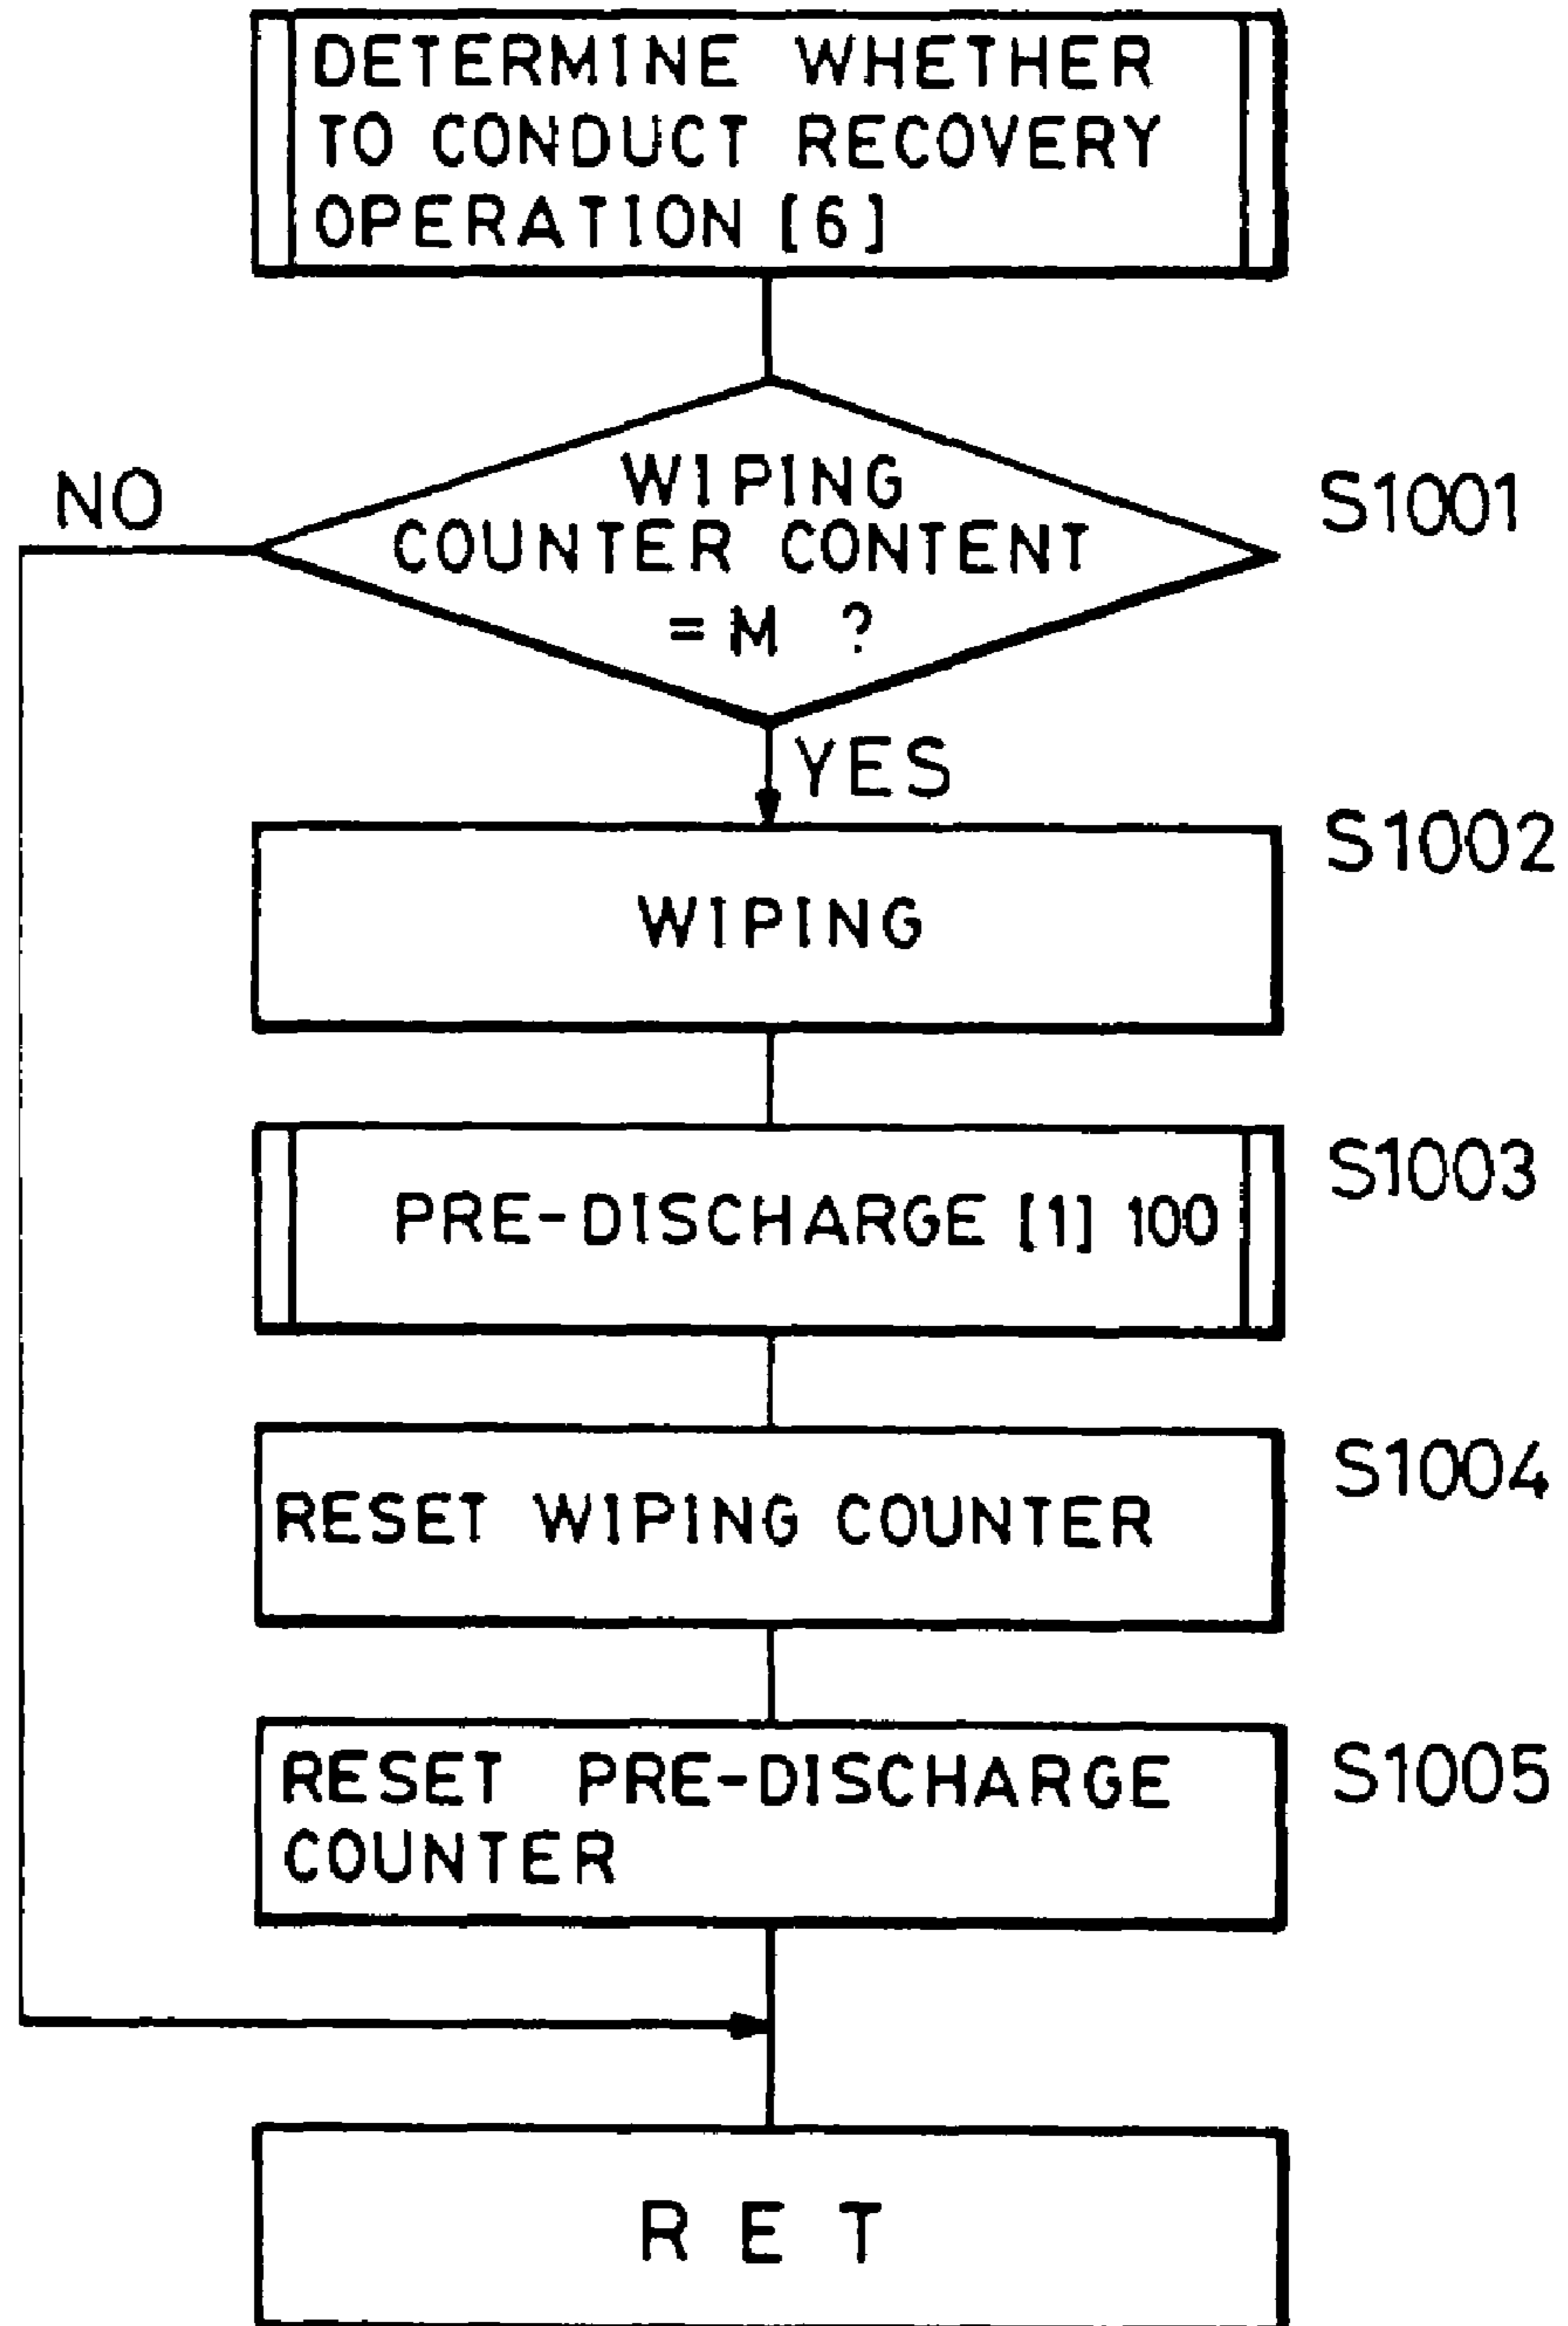 DETERMINE WHETHER
TO CONDUCT RECOVERY
OPERATION [6]
WIPING
COUNTER CONTENT
= M ?
NO
S1001
YES
S1002
WIPING
S1003
PRE-DISCHARGE [1] 100
S1004
RESET WIPING COUNTER
S1005
RESET PRE-DISCHARGE
COUNTER
RET